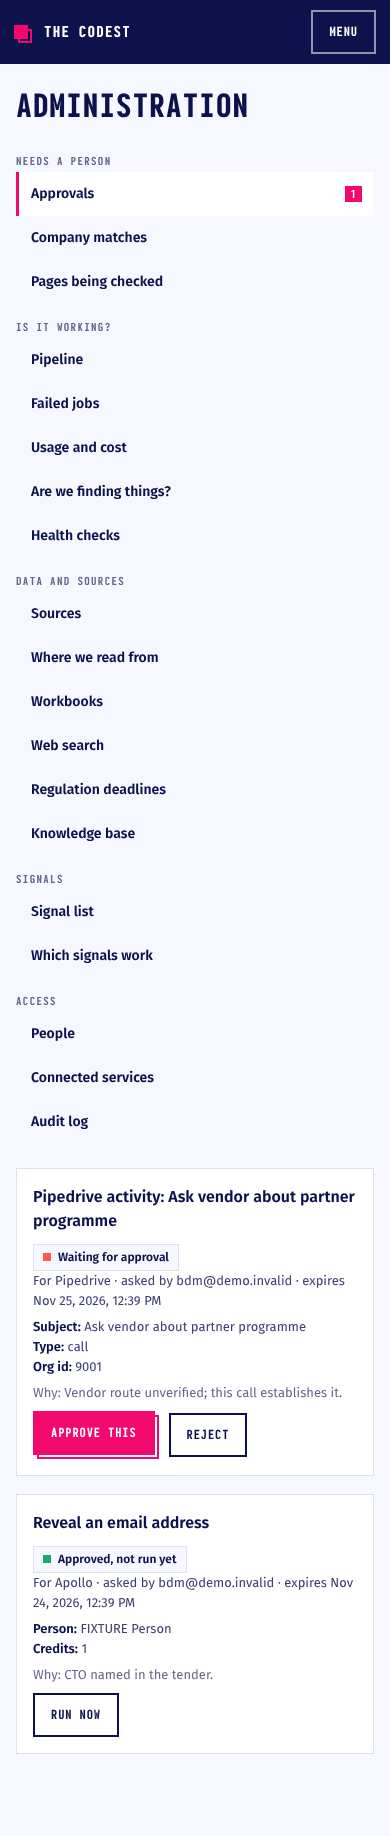 THE CODEST
MENU
ADMINISTRATION
NEEDS A PERSON
Approvals
1
Company matches
Pages being checked
IS IT WORKING?
Pipeline
Failed jobs
Usage and cost
Are we finding things?
Health checks
DATA AND SOURCES
Sources
Where we read from
Workbooks
Web search
Regulation deadlines
Knowledge base
SIGNALS
Signal list
Which signals work
ACCESS
People
Connected services
Audit log
Pipedrive activity: Ask vendor about partner
programme
Waiting for approval
For Pipedrive · asked by bdm@demo.invalid · expires
Nov 25, 2026, 12:39 PM
Subject: Ask vendor about partner programme
Type: call
Org id: 9001
Why: Vendor route unverified; this call establishes it.
APPROVE THIS
REJECT
Reveal an email address
Approved, not run yet
For Apollo · asked by bdm@demo.invalid · expires Nov
24, 2026, 12:39 PM
Person: FIXTURE Person
Credits: 1
Why: CTO named in the tender.
RUN NOW